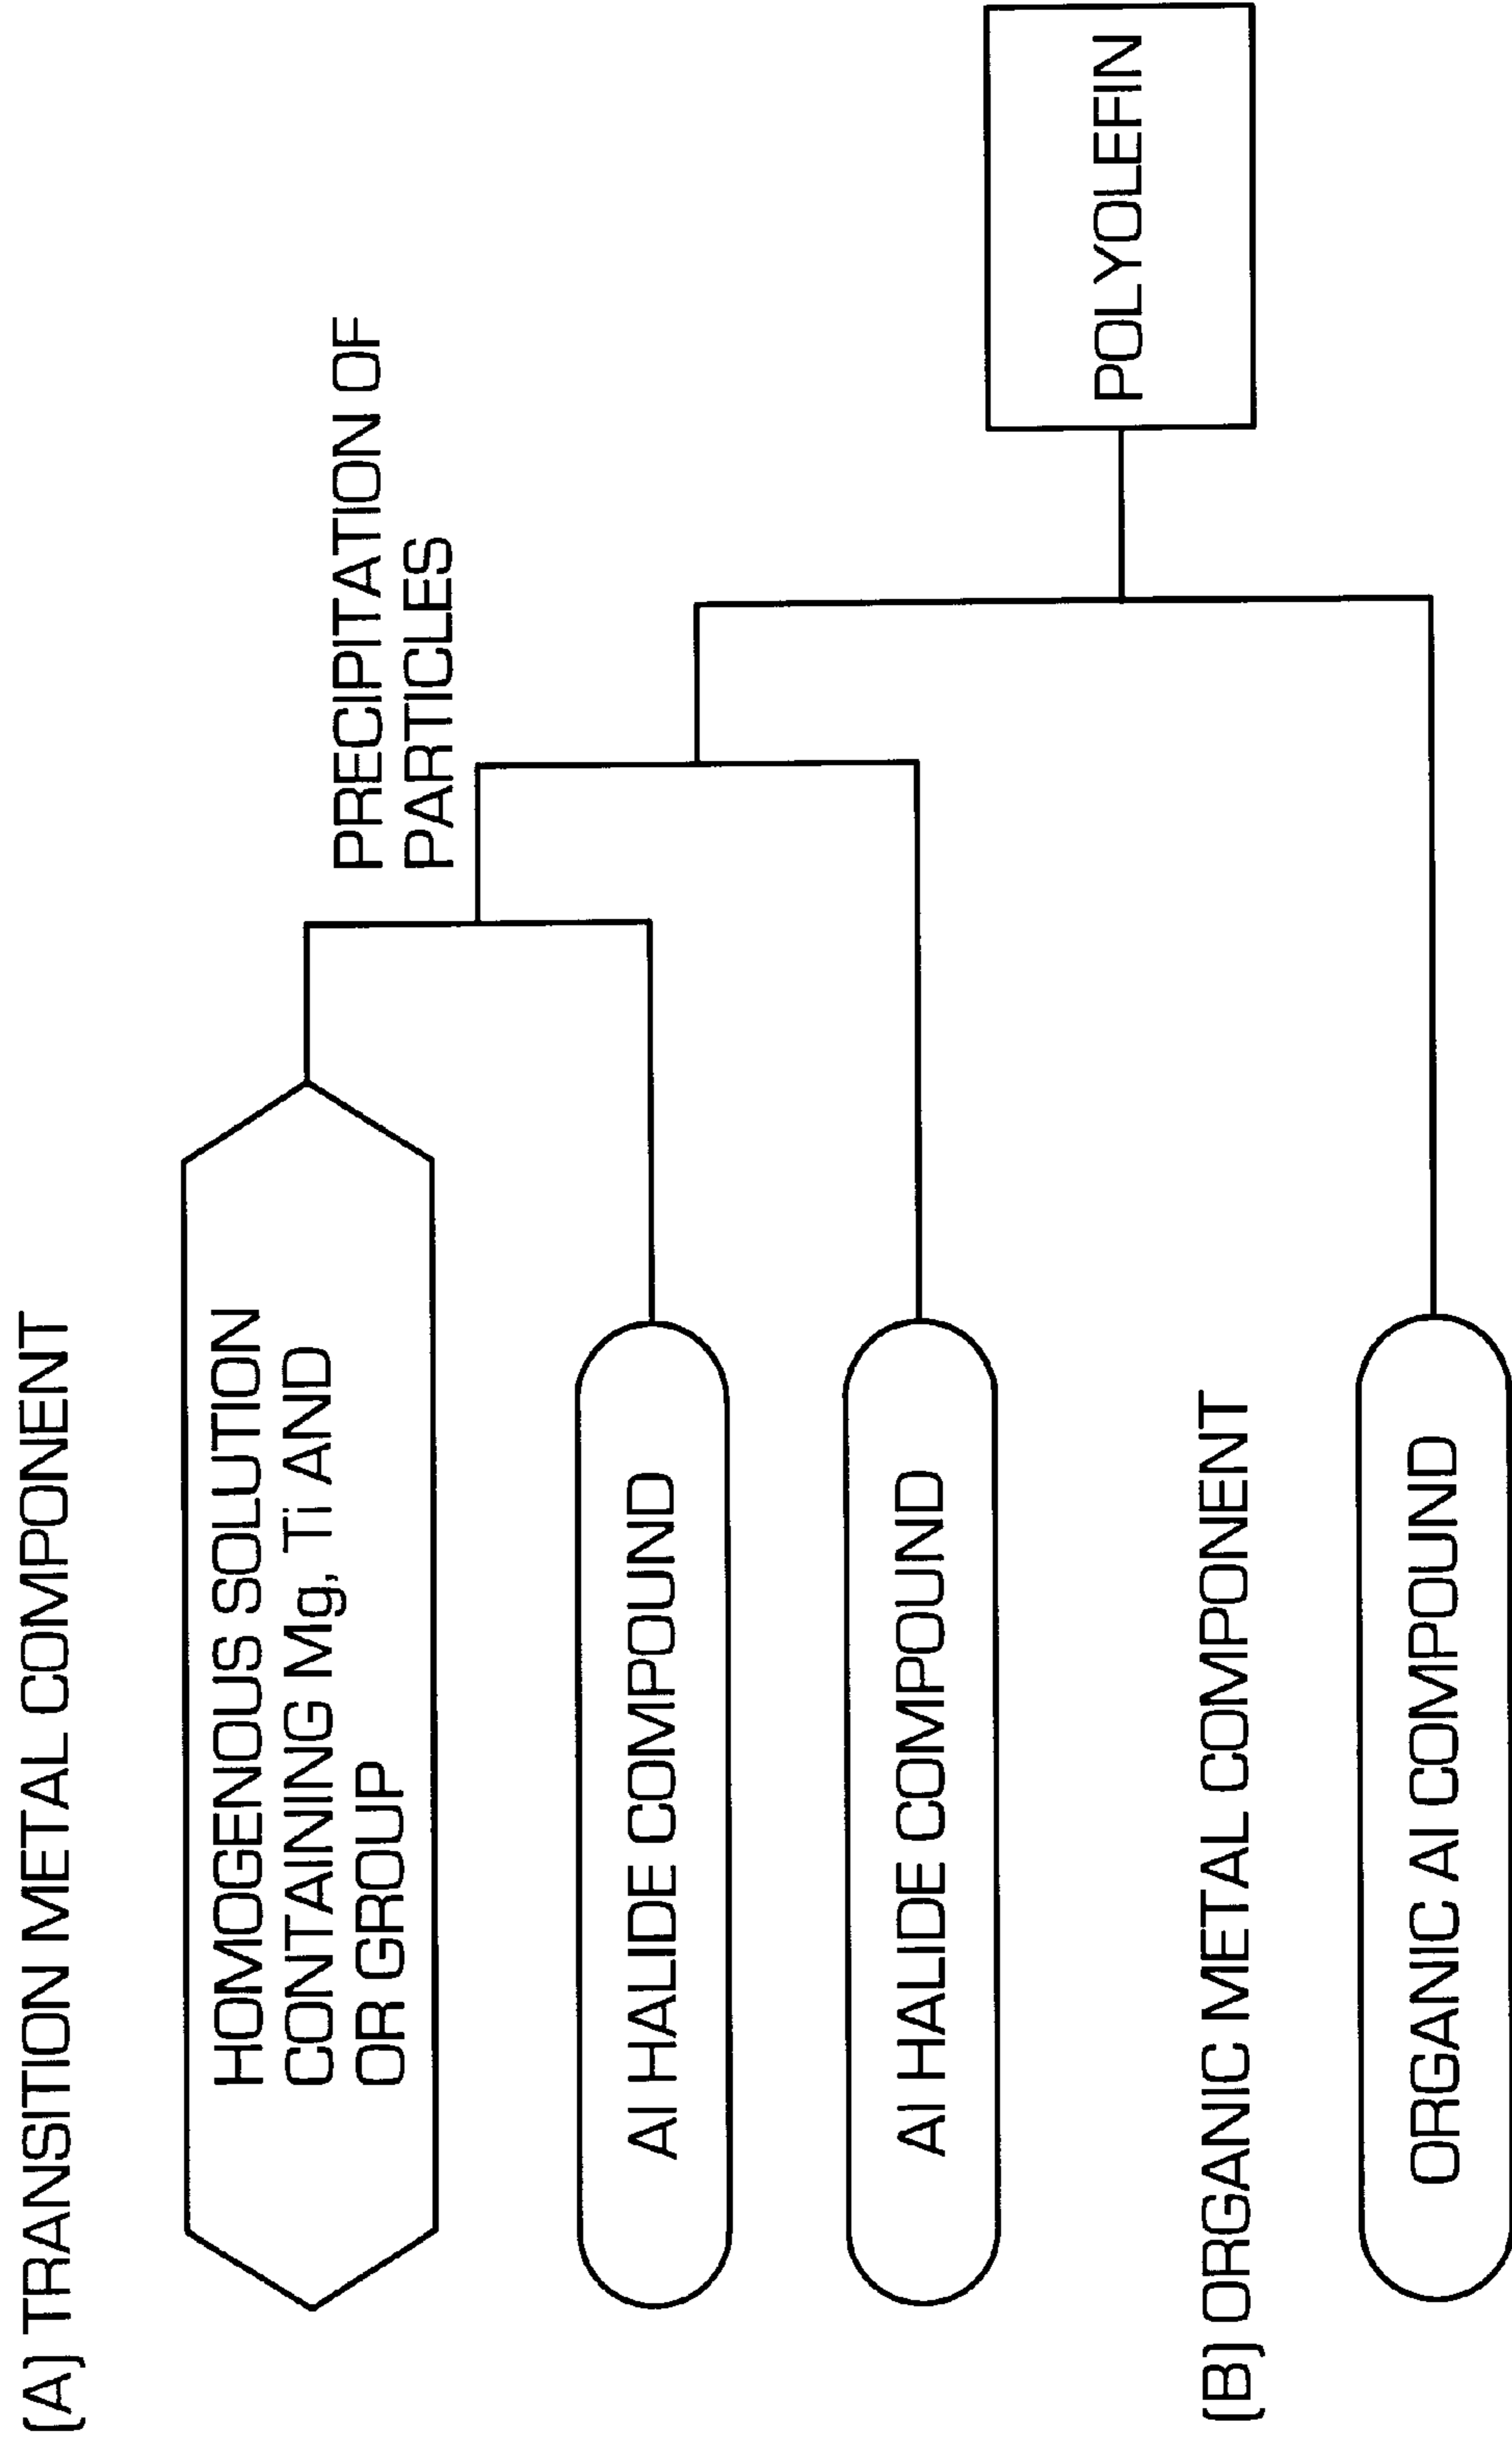 (A) TRANSITION METAL COMPONENT
HOMOGENOUS SOLUTION
CONTAINING Mg, Ti AND
OR GROUP
PRECIPITATION OF
PARTICLES
Al HALIDE COMPOUND
Al HALIDE COMPOUND
POLYOLEFIN
(B) ORGANIC METAL COMPONENT
ORGANIC Al COMPOUND